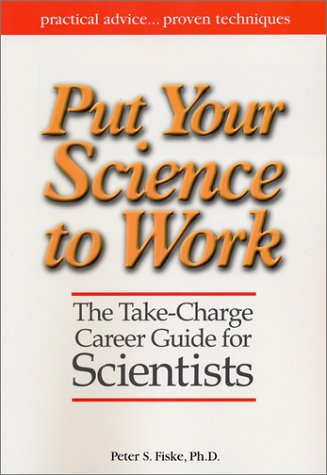 practical advice... proven techniques
Put Your
Science
to Work
The Take-Charge
Career Guide for
Scientists
Peter S. Fiske, Ph.D.